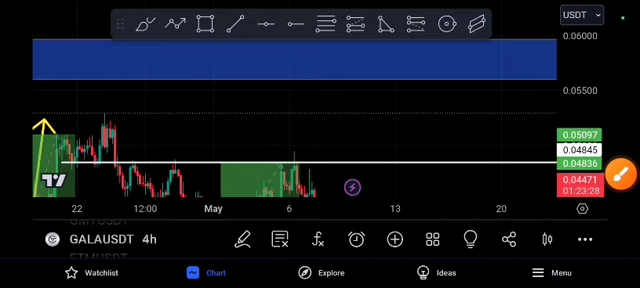 USDT
0.06000
0.05500
0.05097
0.04845
0.04836
0.04471
01:23:28
22 12:00 May 6 13 20
GALAUSDT 4h
Watchlist Chart Explore Ideas Menu